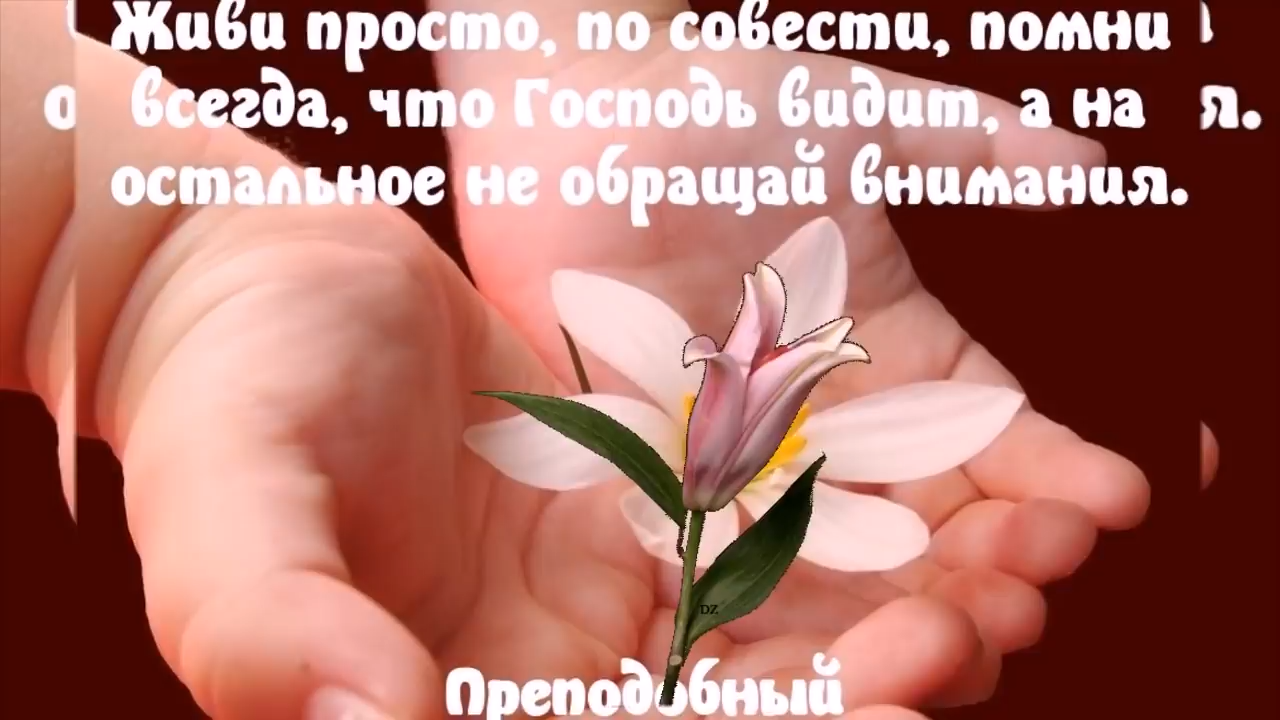 Живи просто, по совести, помни
всегда, что Господь видит, а на
остальное не обращай внимания.
я.
DZ
Преподобный